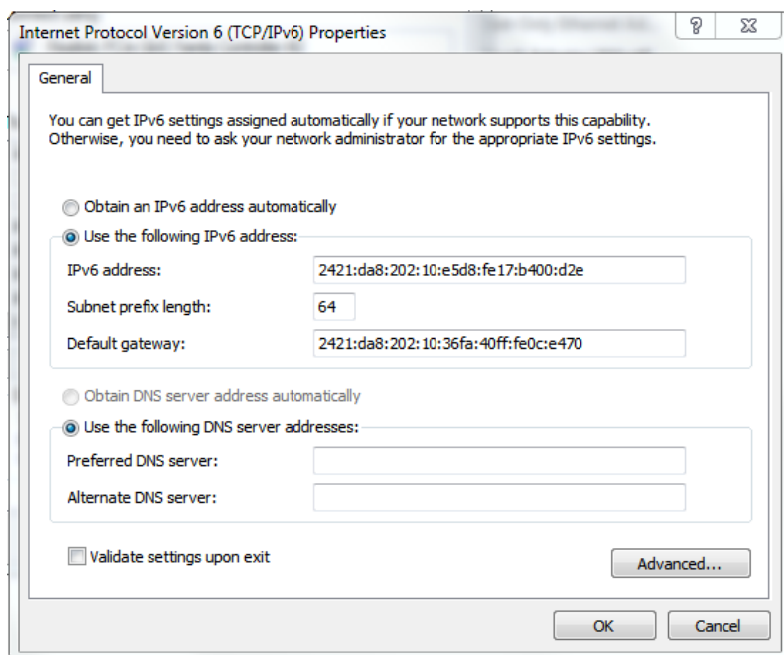 Internet Protocol Version 6 (TCP/IPv6) Properties
General
You can get IPv6 settings assigned automatically if your network supports this capability.
Otherwise, you need to ask your network administrator for the appropriate IPv6 settings.
Obtain an IPv6 address automatically
Use the following IPv6 address:
IPv6 address: 2421:da8:202:10:e5d8:fe17:b400:d2e
Subnet prefix length: 64
Default gateway: 2421:da8:202:10:36fa:40ff:fe0c:e470
Obtain DNS server address automatically
Use the following DNS server addresses:
Preferred DNS server:
Alternate DNS server:
Validate settings upon exit
Advanced...
OK Cancel